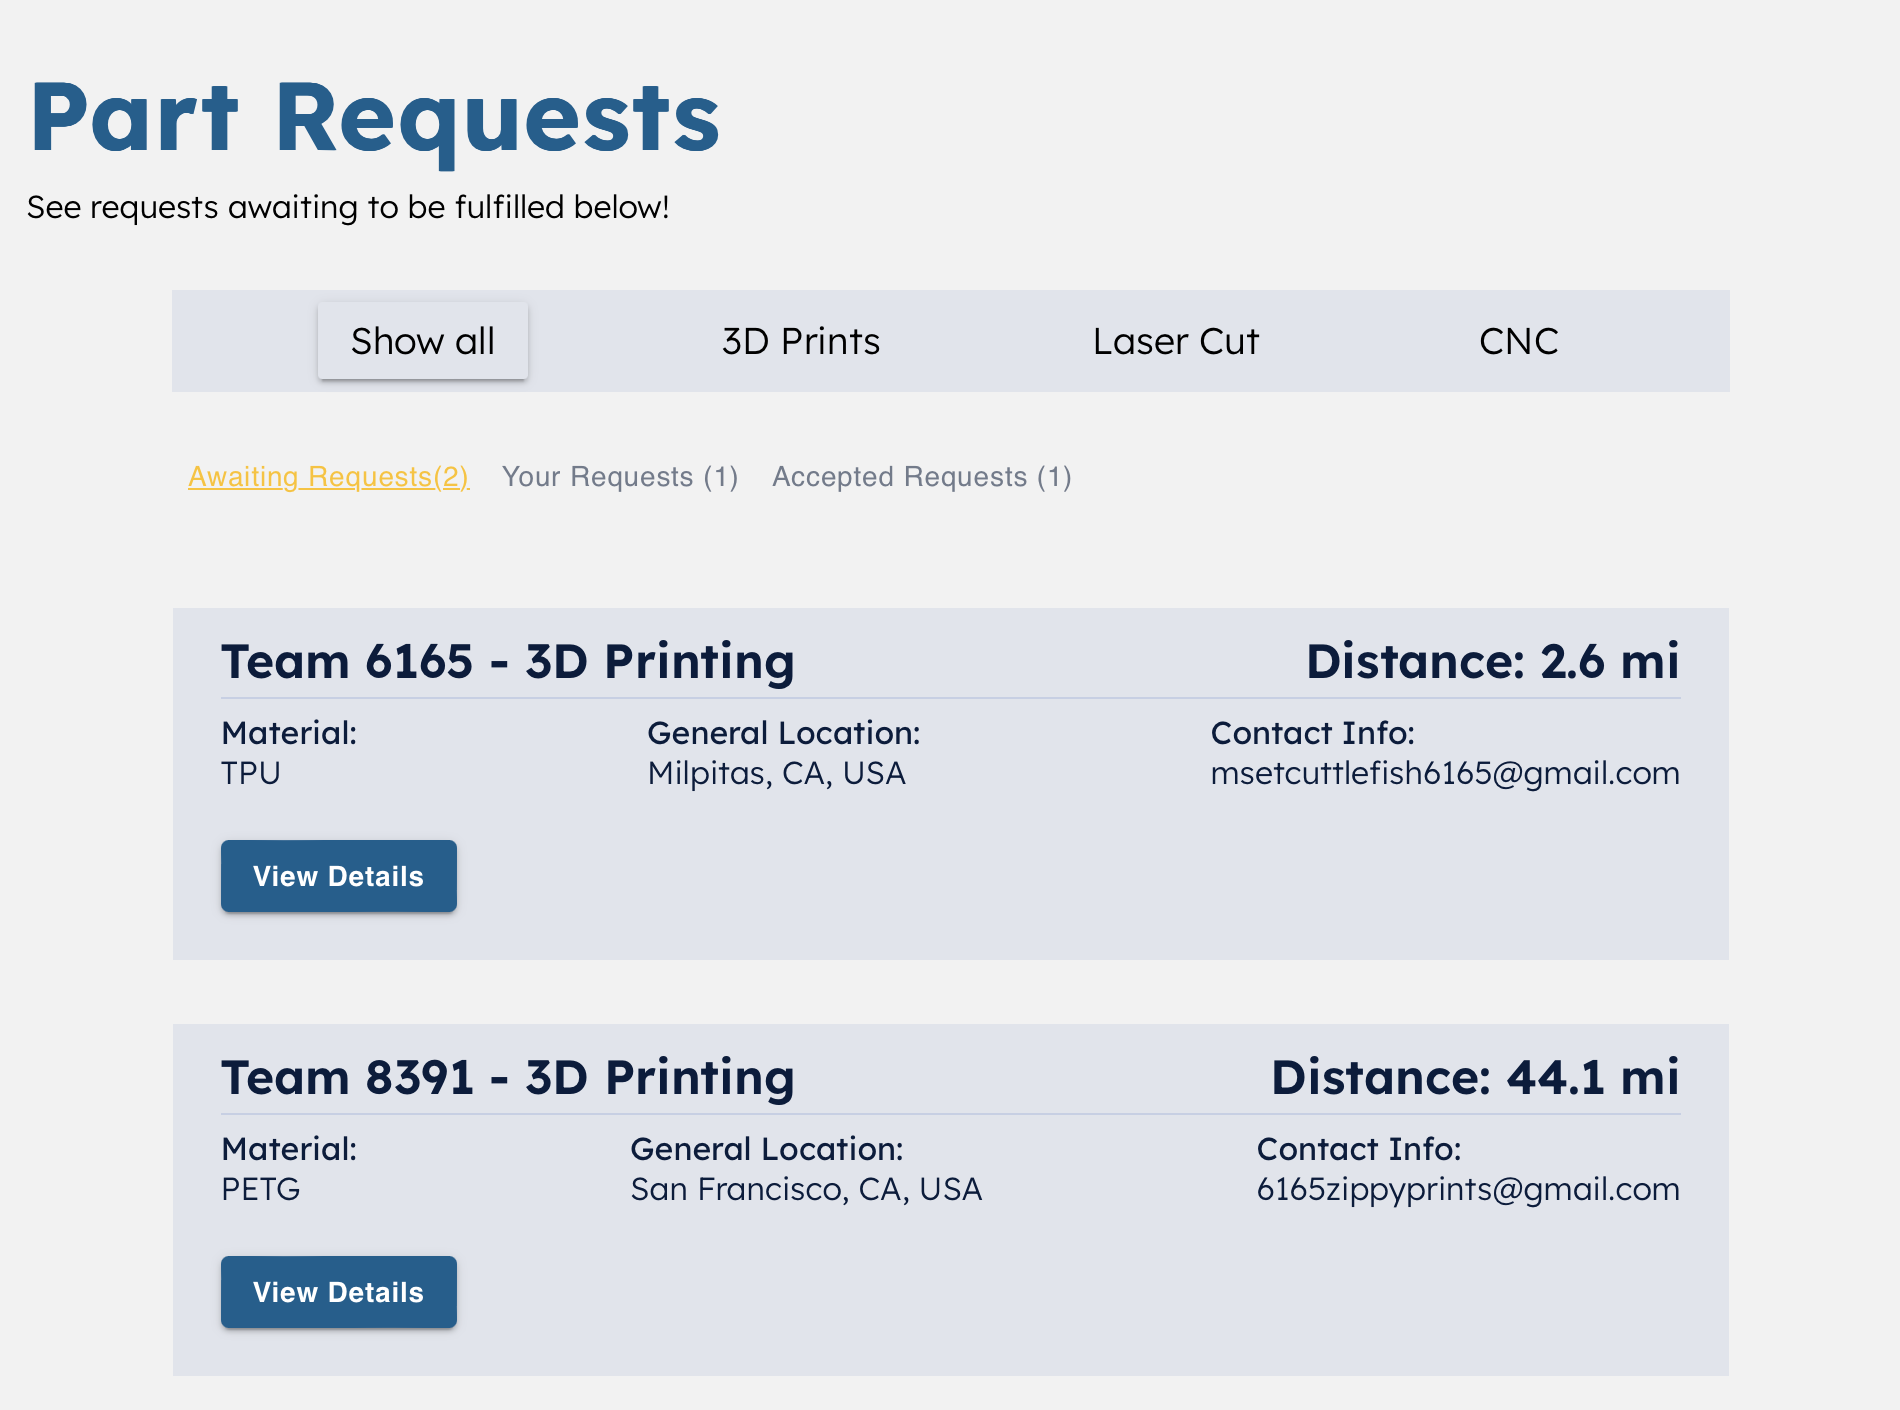 Part Requests
See requests awaiting to be fulfilled below!
Show all 3D Prints Laser Cut CNC
Awaiting Requests(2) Your Requests (1) Accepted Requests (1)
Team 6165 - 3D Printing Distance: 2.6 mi
Material: General Location: Contact Info:
TPU Milpitas, CA, USA msetcuttlefish6165@gmail.com
View Details
Team 8391 - 3D Printing Distance: 44.1 mi
Material: General Location: Contact Info:
PETG San Francisco, CA, USA 6165zippyprints@gmail.com
View Details